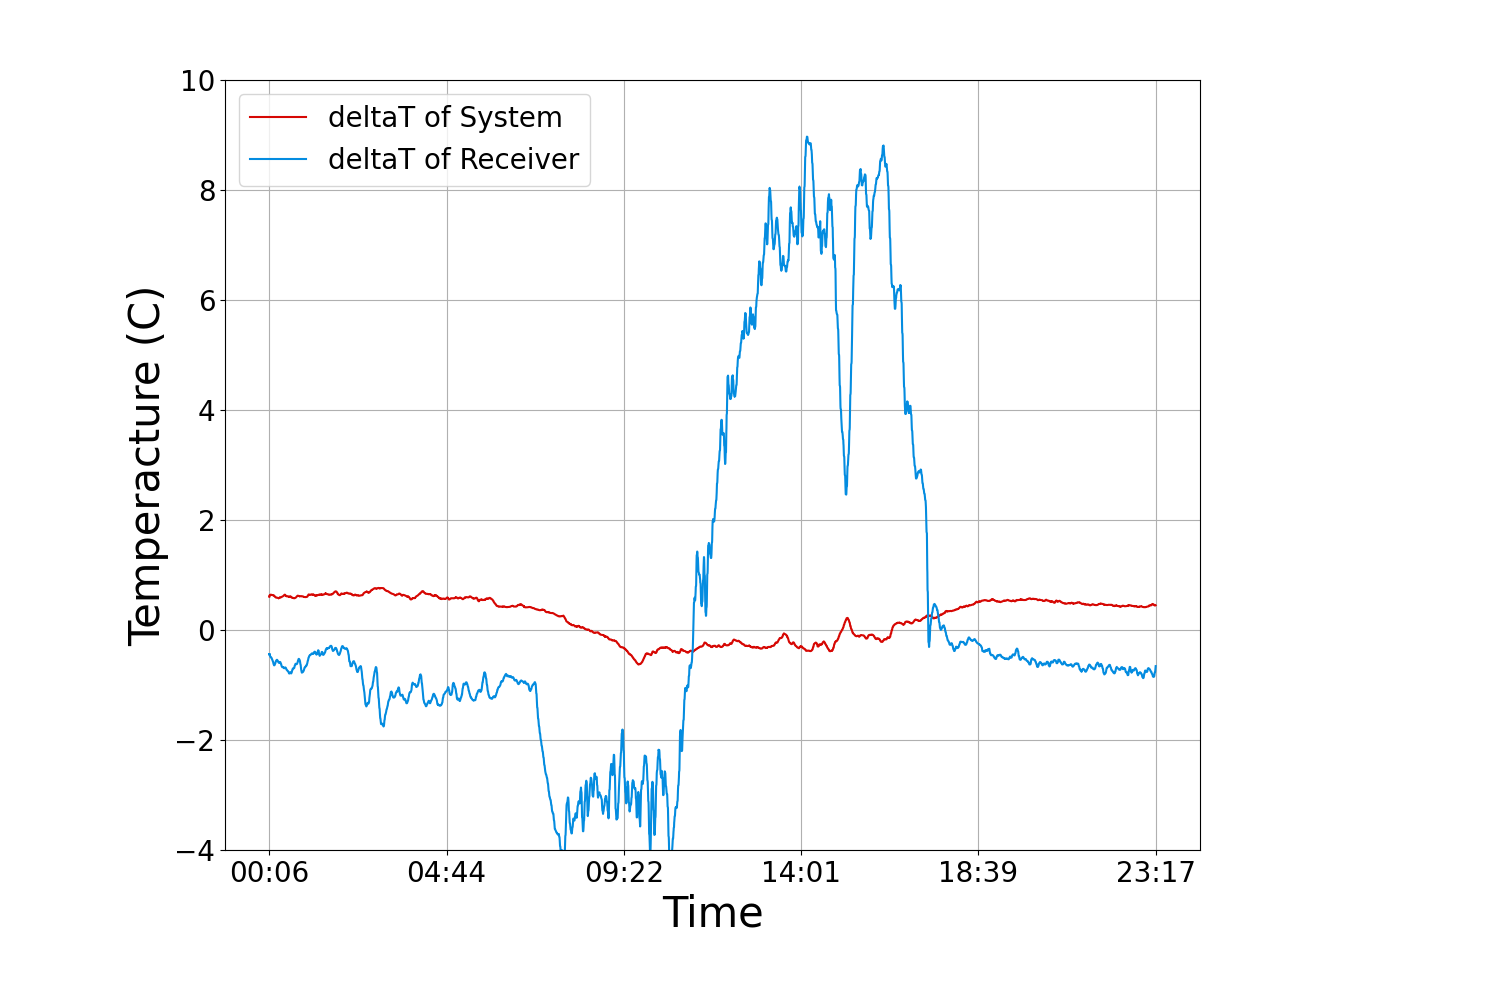 10
8
6
4
2
0
−2
−4
Temperacture (C)
deltaT of System
deltaT of Receiver
00:06 04:44 09:22 14:01 18:39 23:17
Time